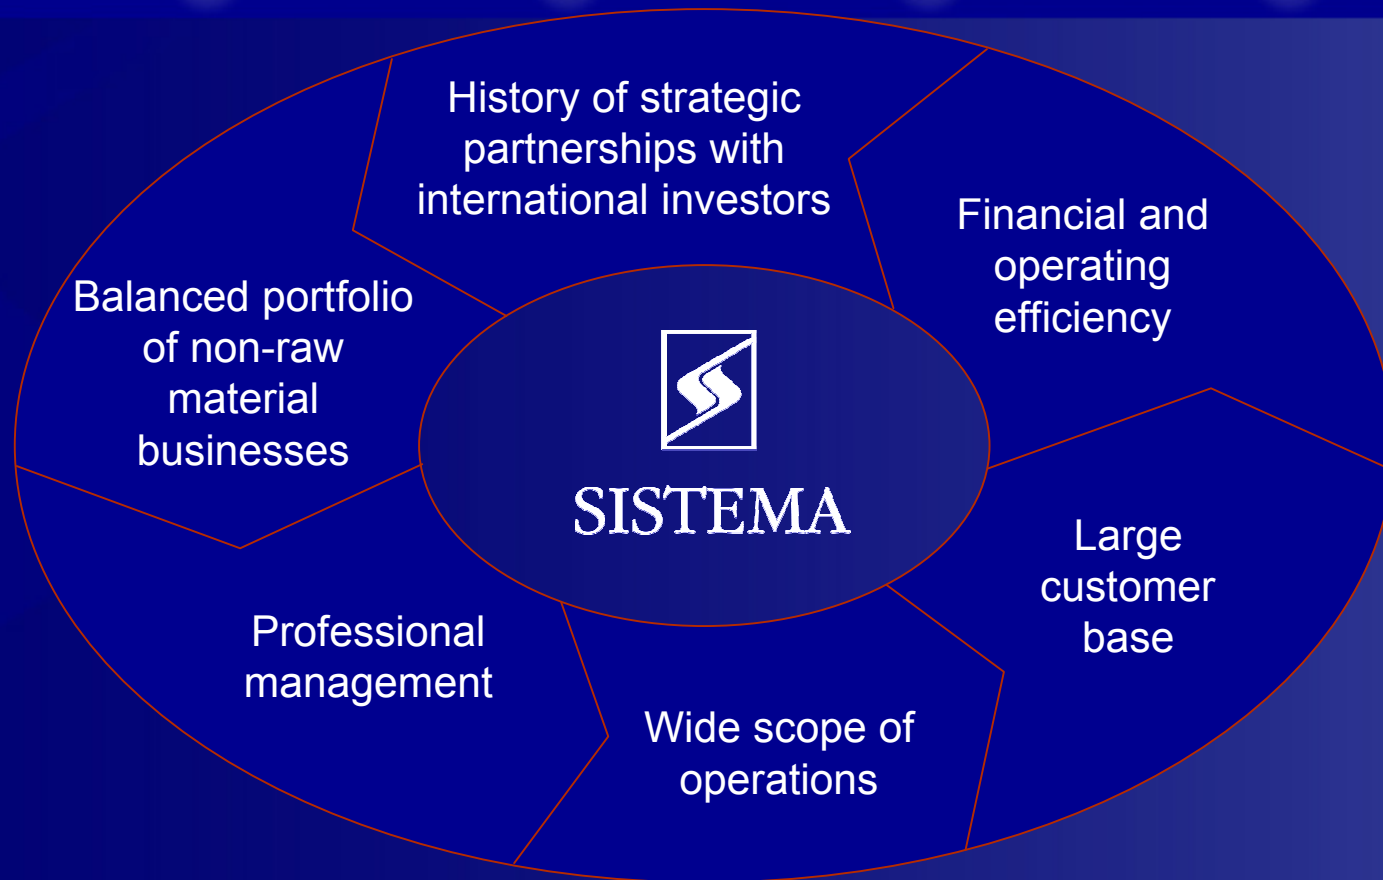 History of strategic
partnerships with
international investors
Financial and
operating
efficiency
Balanced portfolio
of non-raw
material
businesses
SISTEMA
Large
customer
base
Professional
management
Wide scope of
operations